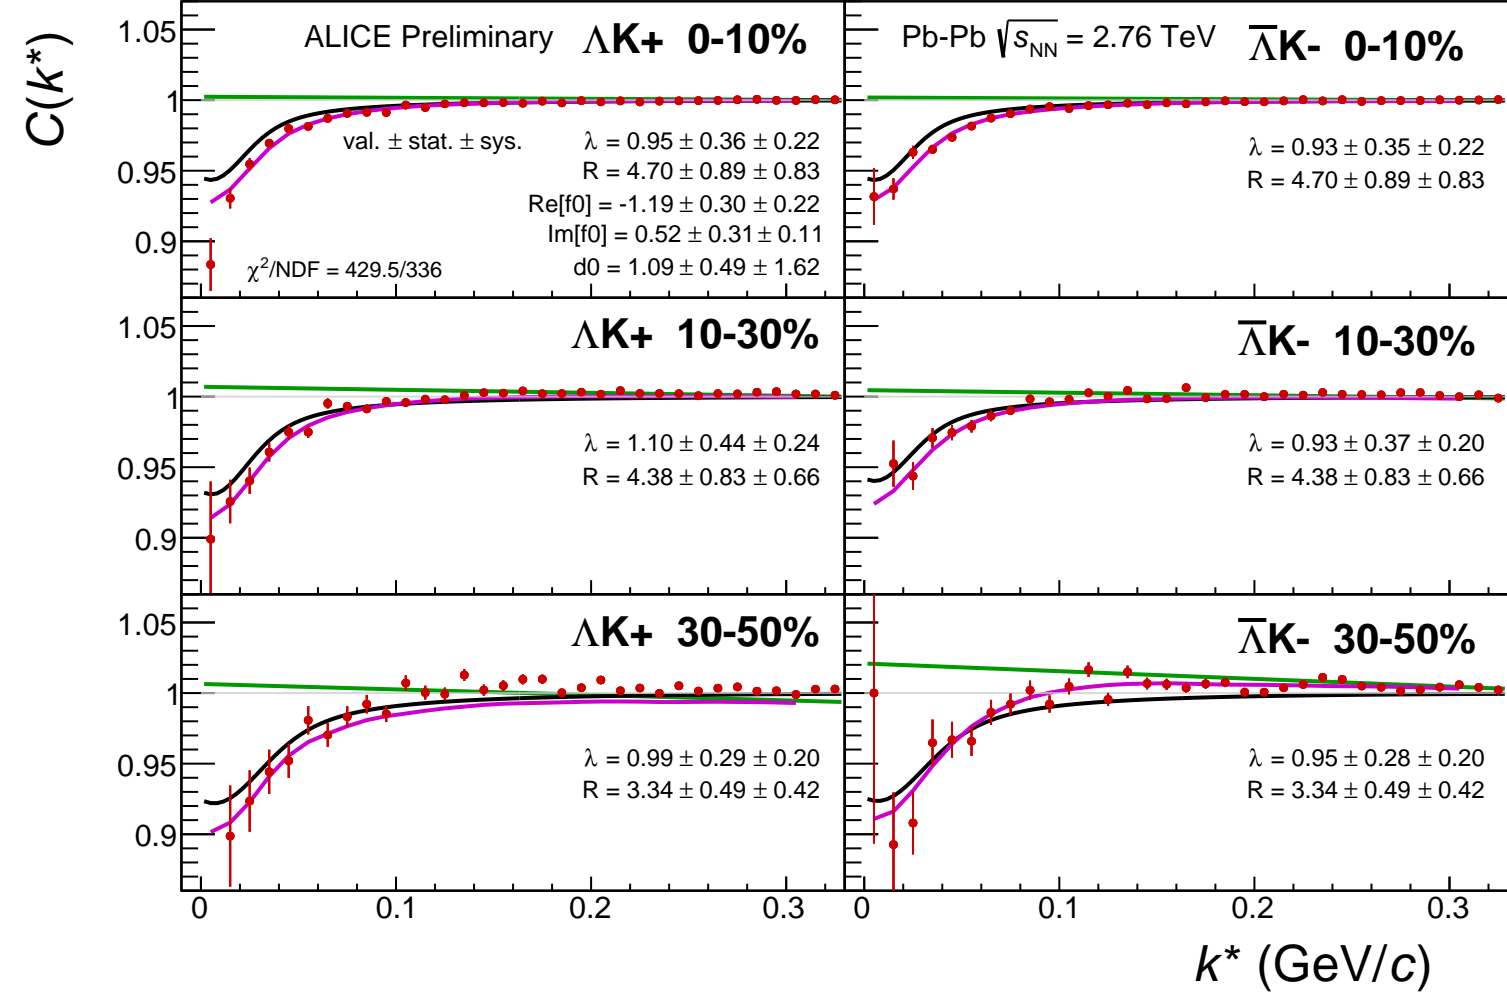 C(k*)
ALICE Preliminary ΛK+ 0-10%
val. ± stat. ± sys.
λ = 0.95 ± 0.36 ± 0.22
R = 4.70 ± 0.89 ± 0.83
Re[f0] = -1.19 ± 0.30 ± 0.22
Im[f0] = 0.52 ± 0.31 ± 0.11
d0 = 1.09 ± 0.49 ± 1.62
χ²/NDF = 429.5/336
1.05
1
0.95
0.9
Pb-Pb √sNN = 2.76 TeV Λ̅K- 0-10%
λ = 0.93 ± 0.35 ± 0.22
R = 4.70 ± 0.89 ± 0.83
ΛK+ 10-30%
λ = 1.10 ± 0.44 ± 0.24
R = 4.38 ± 0.83 ± 0.66
1.05
1
0.95
0.9
Λ̅K- 10-30%
λ = 0.93 ± 0.37 ± 0.20
R = 4.38 ± 0.83 ± 0.66
ΛK+ 30-50%
λ = 0.99 ± 0.29 ± 0.20
R = 3.34 ± 0.49 ± 0.42
1.05
1
0.95
0.9
Λ̅K- 30-50%
λ = 0.95 ± 0.28 ± 0.20
R = 3.34 ± 0.49 ± 0.42
0 0.1 0.2 0.3 0 0.1 0.2 0.3
k* (GeV/c)